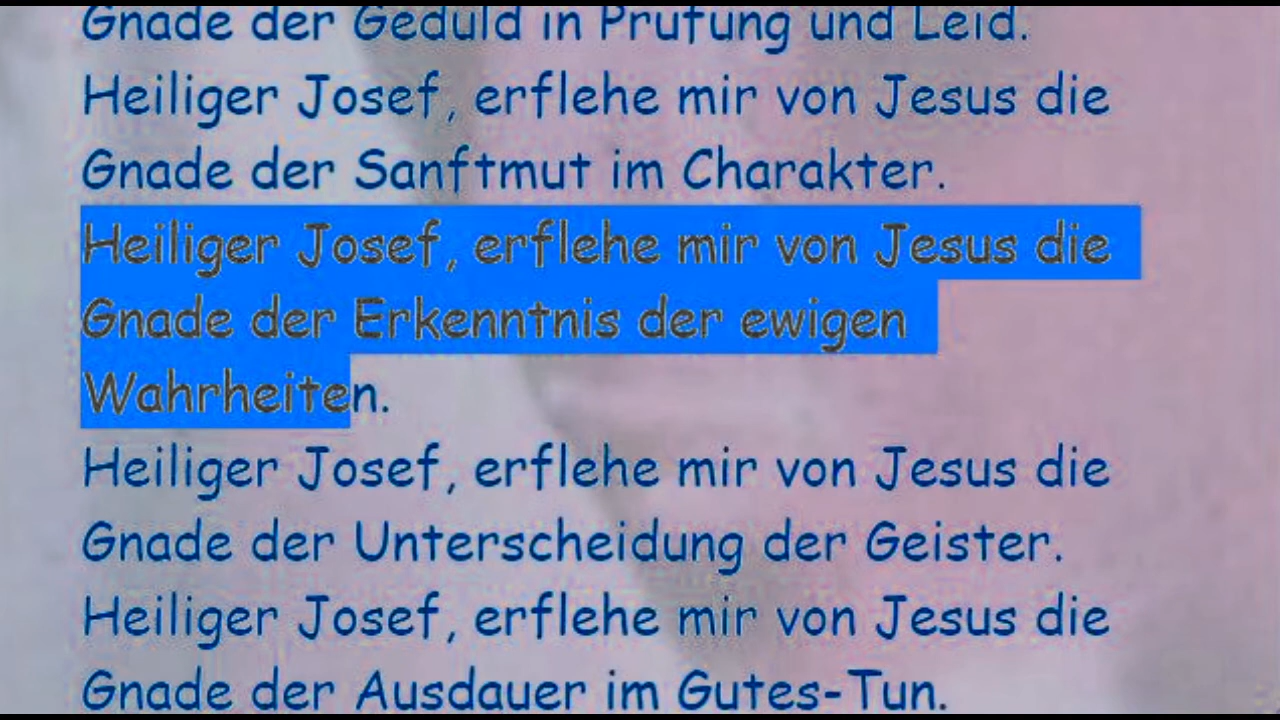 Gnade der Geduld in Prüfung und Leid.
Heiliger Josef, erflehe mir von Jesus die
Gnade der Sanftmut im Charakter.
Heiliger Josef, erflehe mir von Jesus die
Gnade der Erkenntnis der ewigen
Wahrheiten.
Heiliger Josef, erflehe mir von Jesus die
Gnade der Unterscheidung der Geister.
Heiliger Josef, erflehe mir von Jesus die
Gnade der Ausdauer im Gutes-Tun.